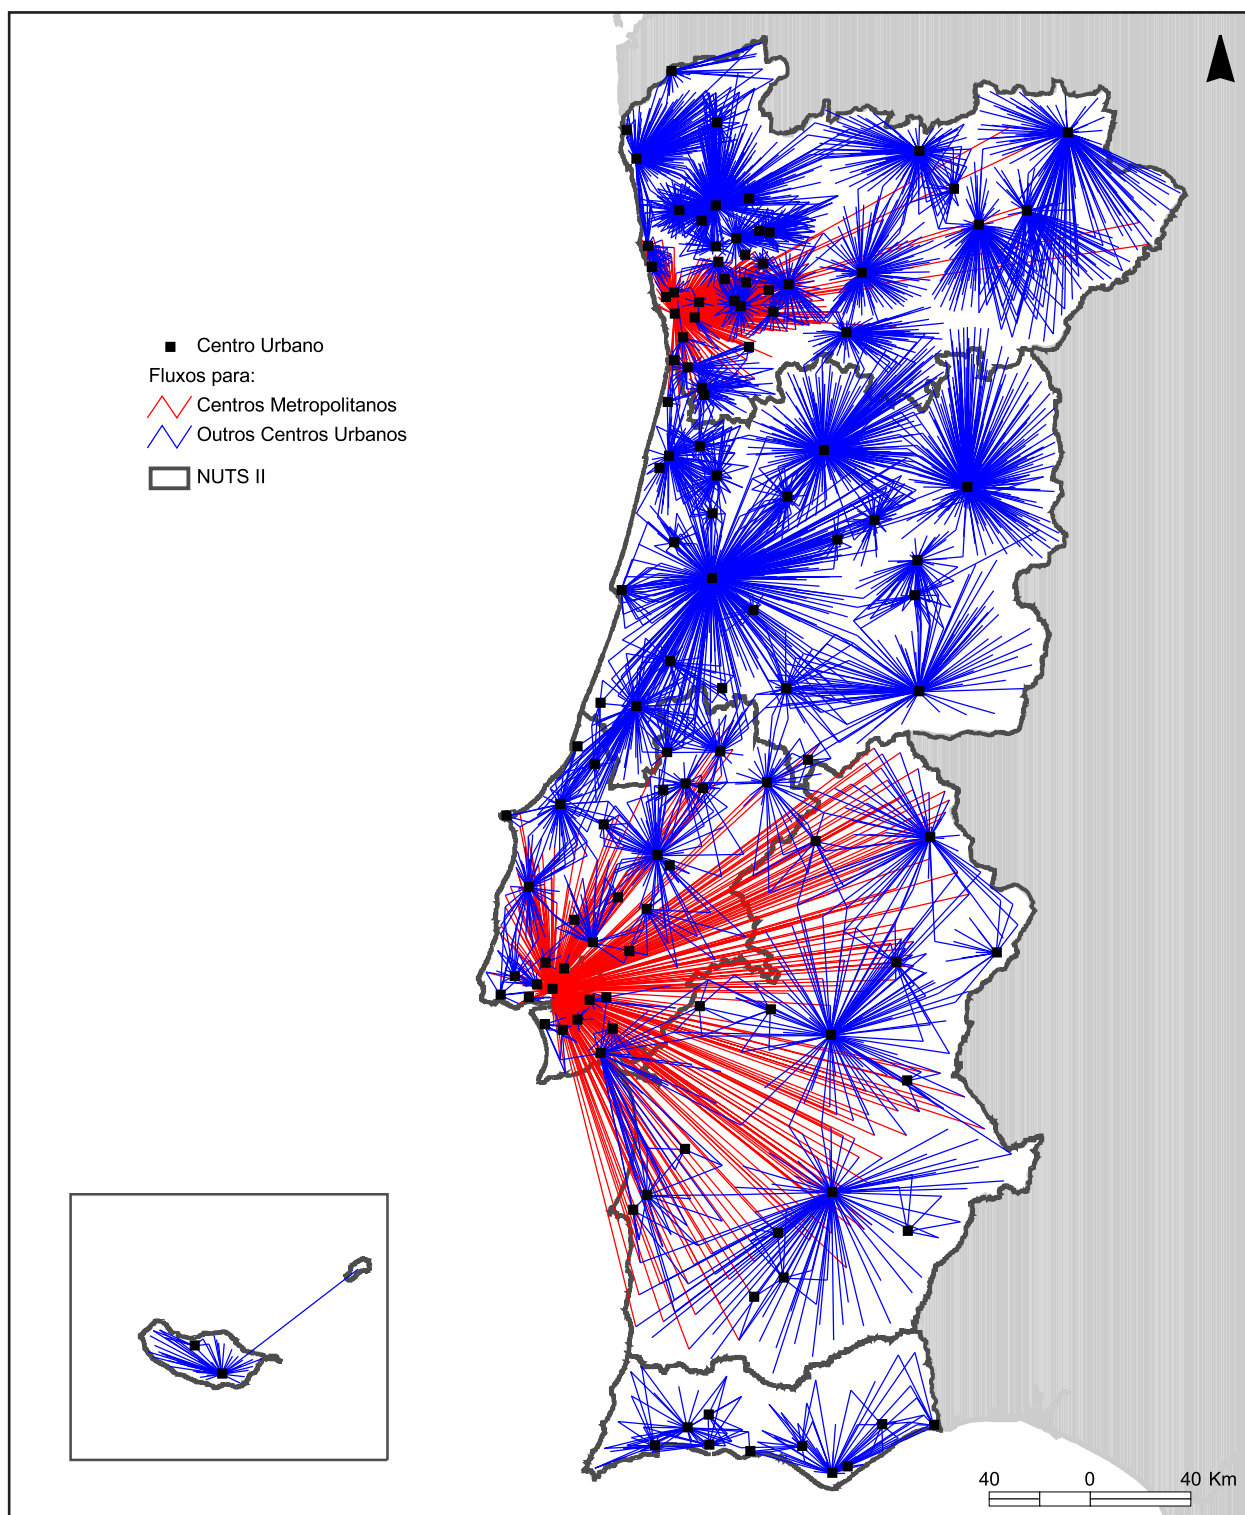 Centro Urbano
Fluxos para:
Centros Metropolitanos
Outros Centros Urbanos
NUTS II
40 0 40 Km